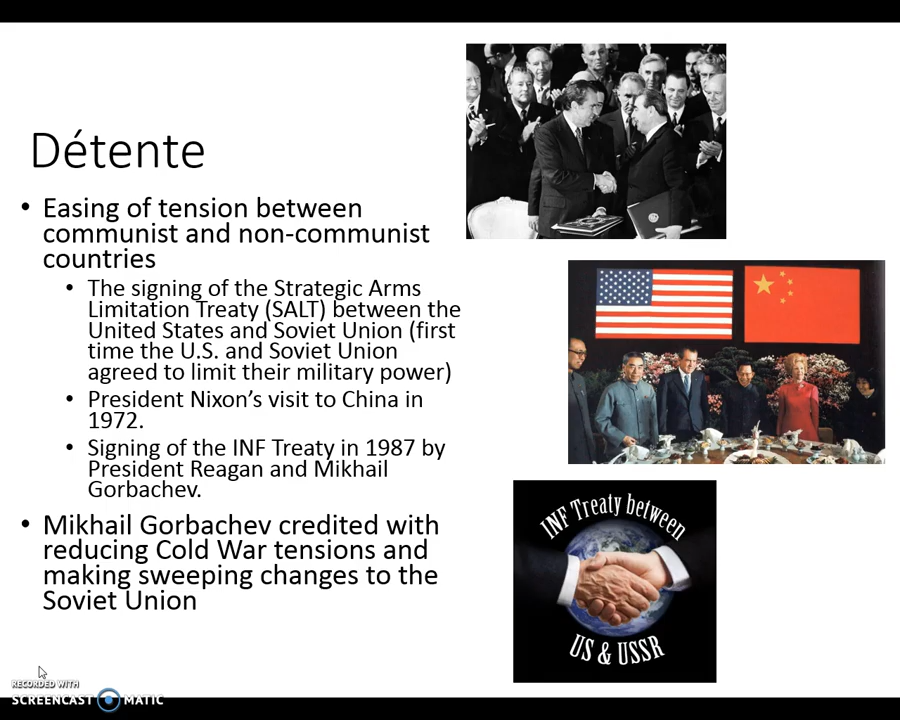 Détente
• Easing of tension between
communist and non-communist
countries
• The signing of the Strategic Arms
Limitation Treaty (SALT) between the
United States and Soviet Union (first
time the U.S. and Soviet Union
agreed to limit their military power)
• President Nixon’s visit to China in
1972.
• Signing of the INF Treaty in 1987 by
President Reagan and Mikhail
Gorbachev.
• Mikhail Gorbachev credited with
reducing Cold War tensions and
making sweeping changes to the
Soviet Union
INF Treaty between
US & USSR
RECORDED WITH
SCREENCAST MATIC